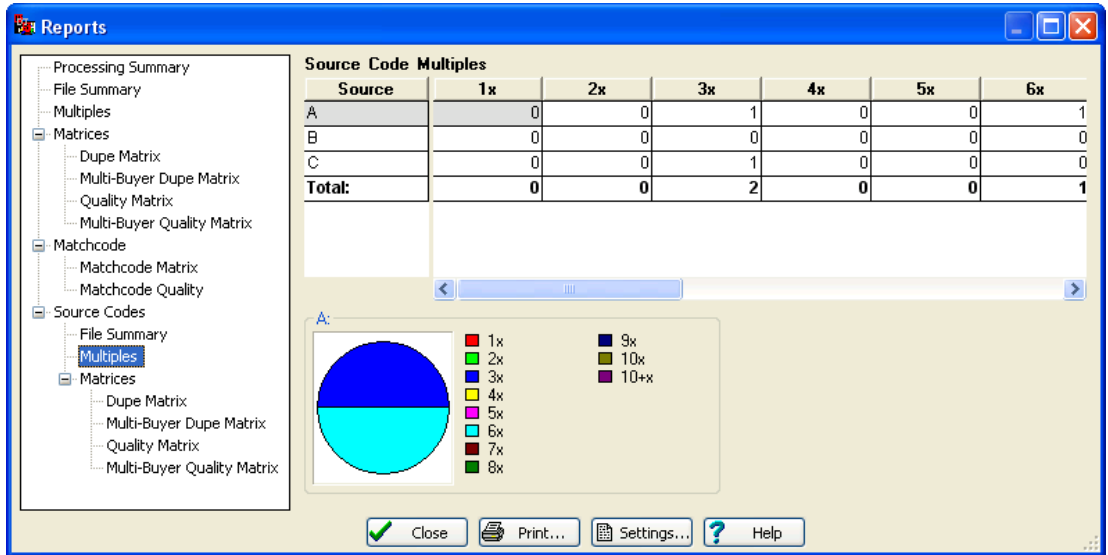 Reports
Processing Summary
File Summary
Multiples
Matrices
Dupe Matrix
Multi-Buyer Dupe Matrix
Quality Matrix
Multi-Buyer Quality Matrix
Matchcode
Matchcode Matrix
Matchcode Quality
Source Codes
File Summary
Multiples
Matrices
Dupe Matrix
Multi-Buyer Dupe Matrix
Quality Matrix
Multi-Buyer Quality Matrix
Source Code Multiples
Source 1x 2x 3x 4x 5x 6x
A 0 0 1 0 0 1
B 0 0 0 0 0 0
C 0 0 1 0 0 0
Total: 0 0 2 0 0 1
A:
1x 9x
2x 10x
3x 10+x
4x
5x
6x
7x
8x
Close Print... Settings... Help